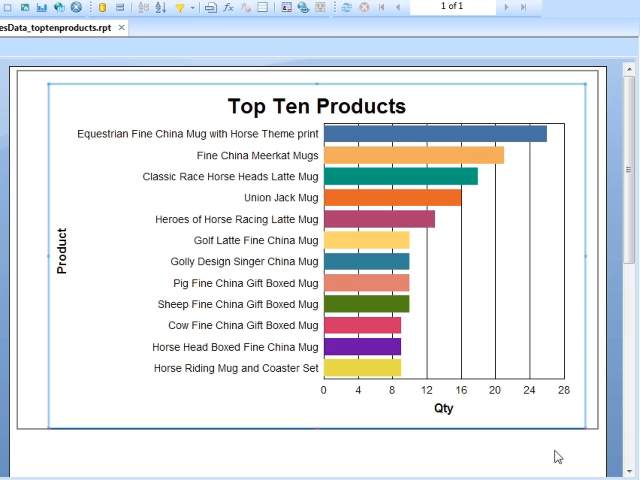 1 of 1
esData_toptenproducts.rpt
Top Ten Products
Equestrian Fine China Mug with Horse Theme print
Fine China Meerkat Mugs
Classic Race Horse Heads Latte Mug
Union Jack Mug
Heroes of Horse Racing Latte Mug
Golf Latte Fine China Mug
Golly Design Singer China Mug
Pig Fine China Gift Boxed Mug
Sheep Fine China Gift Boxed Mug
Cow Fine China Gift Boxed Mug
Horse Head Boxed Fine China Mug
Horse Riding Mug and Coaster Set
Product
0 4 8 12 16 20 24 28
Qty